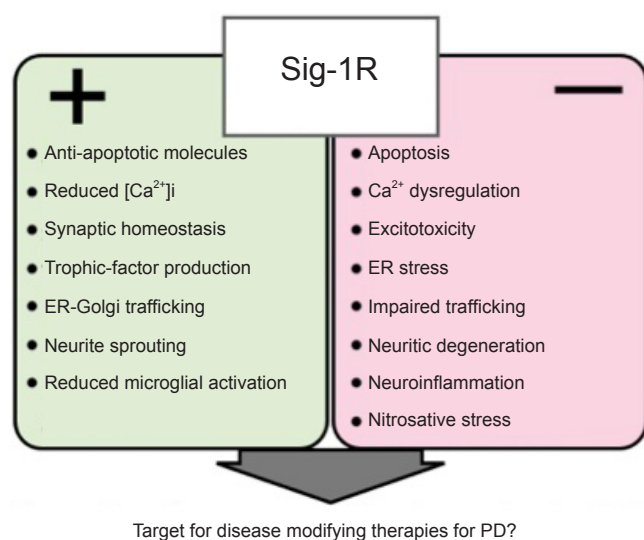 Sig-1R
+
—
● Anti-apoptotic molecules
● Reduced [Ca²⁺]i
● Synaptic homeostasis
● Trophic-factor production
● ER-Golgi trafficking
● Neurite sprouting
● Reduced microglial activation
● Apoptosis
● Ca²⁺ dysregulation
● Excitotoxicity
● ER stress
● Impaired trafficking
● Neuritic degeneration
● Neuroinflammation
● Nitrosative stress
Target for disease modifying therapies for PD?